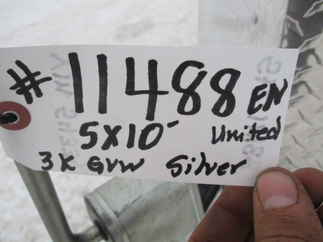 #11488 EN
5x10' United
3K GVW Silver